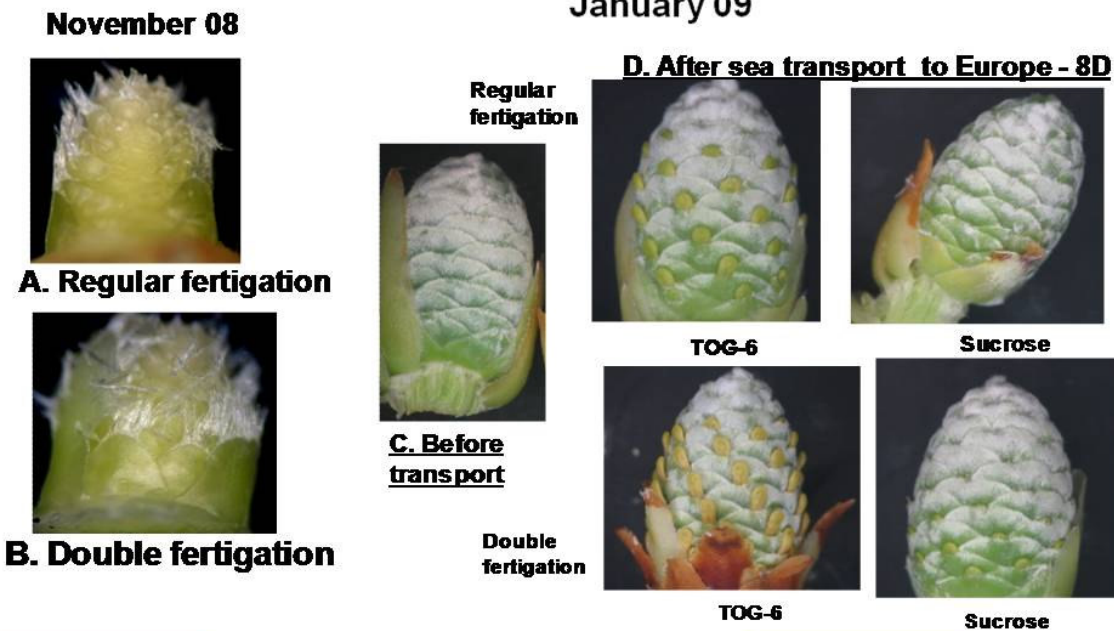 November 08
January 09
D. After sea transport to Europe - 8D
Regular
fertigation
A. Regular fertigation
TOG-6
Sucrose
C. Before
transport
B. Double fertigation
Double
fertigation
TOG-6
Sucrose